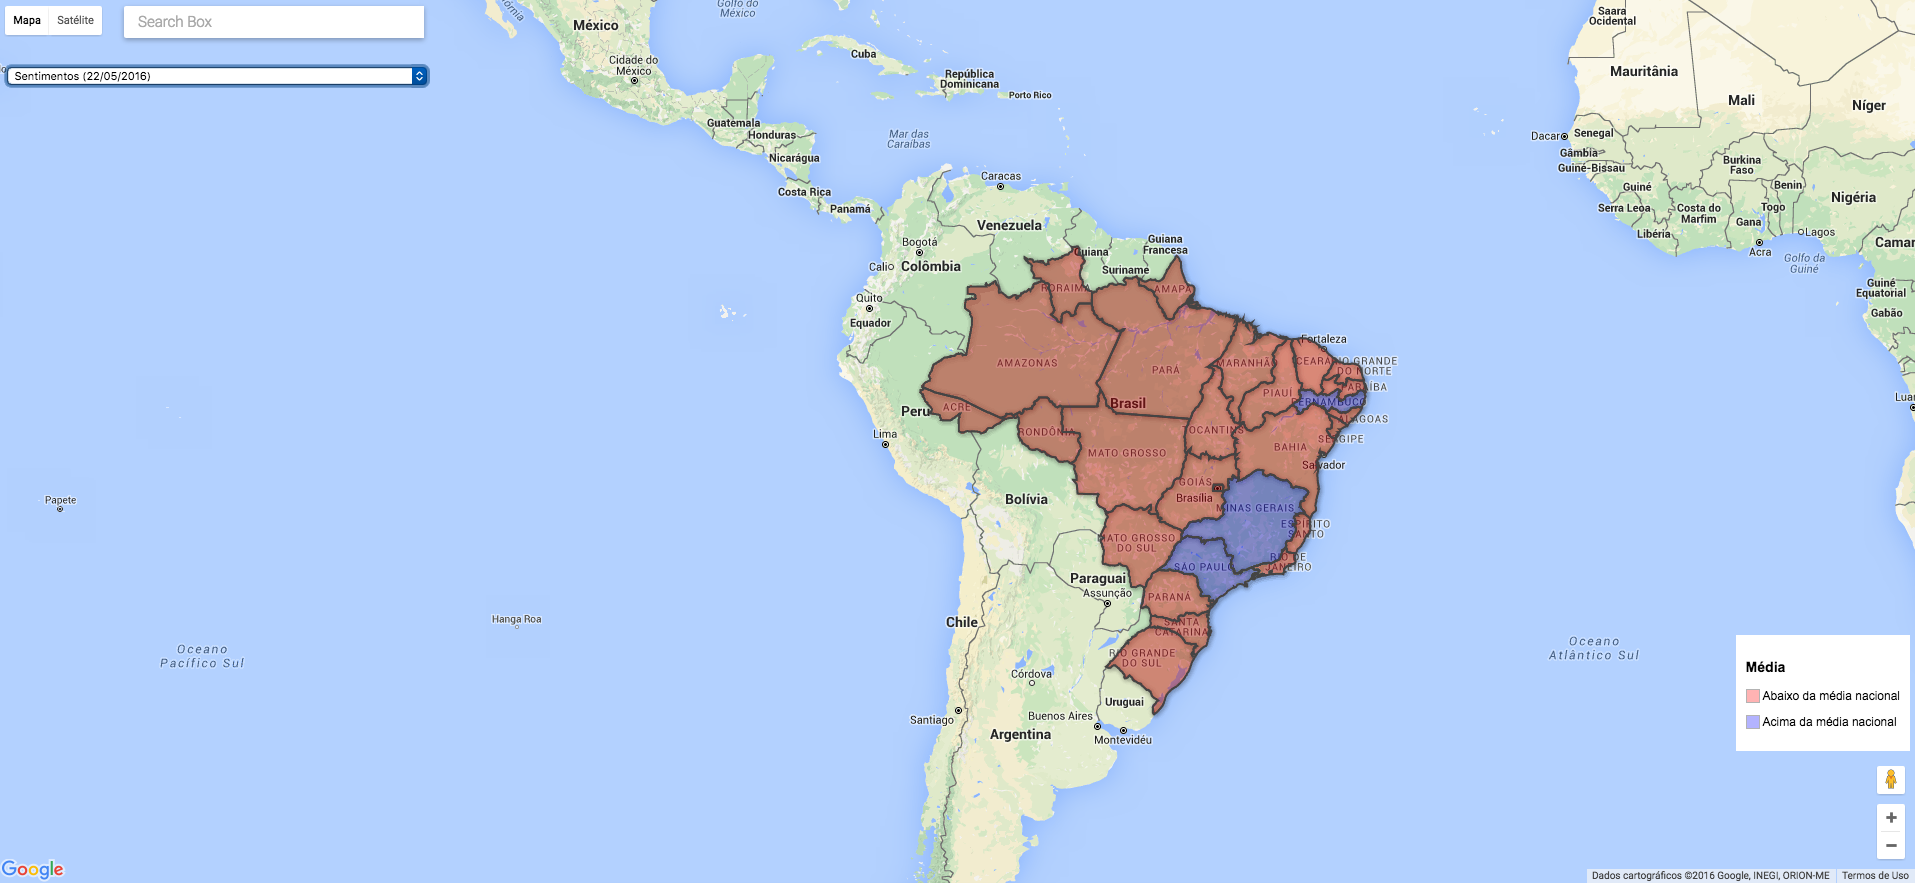 Mapa
Satélite
Search Box
Sentimentos (22/05/2016)
Golfo do
México
México
Cuba
Cidade do
México
República
Dominicana
Porto Rico
Guatemala
Honduras
Mar das
Caraíbas
Nicarágua
Costa Rica
Panamá
Caracas
Venezuela
Bogotá
Cali
Colômbia
Guiana
Guiana
Francesa
Suriname
Quito
Equador
RORAIMA
AMAPÁ
AMAZONAS
PARÁ
MARANHÃO
Fortaleza
CEARÁ
RIO GRANDE
DO NORTE
PARAÍBA
PIAUÍ
PERNAMBUCO
ALAGOAS
SERGIPE
ACRE
Peru
Brasil
Lima
RONDÔNIA
TOCANTINS
MATO GROSSO
BAHIA
Salvador
GOIÁS
Brasília
Bolívia
MINAS GERAIS
ESPÍRITO
SANTO
MATO GROSSO
DO SUL
RIO DE
JANEIRO
SÃO PAULO
Paraguai
Assunção
PARANÁ
SANTA
CATARINA
RIO GRANDE
DO SUL
Chile
Córdova
Uruguai
Santiago
Buenos Aires
Argentina
Montevidéu
Papete
Hanga Roa
Oceano
Pacífico Sul
Oceano
Atlântico Sul
Saara
Ocidental
Mauritânia
Mali
Níger
Dacar
Senegal
Gâmbia
Guiné-Bissau
Burkina
Faso
Guiné
Benin
Nigéria
Serra Leoa
Costa do
Marfim
Togo
Gana
Libéria
Lagos
Acra
Camar
Golfo da
Guiné
Guiné
Equatorial
Gabão
Luan
Média
Abaixo da média nacional
Acima da média nacional
+
−
Google
Dados cartográficos ©2016 Google, INEGI, ORION-ME
Termos de Uso